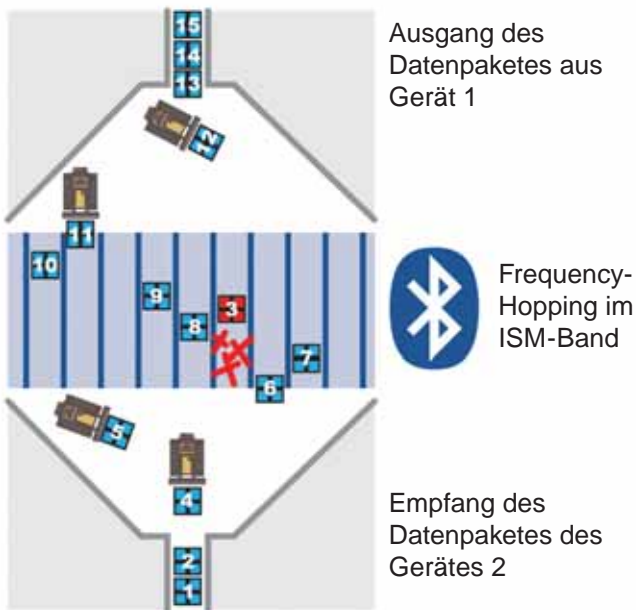 15
14
13
12
11
10
9
3
8
7
6
5
4
2
1
Ausgang des
Datenpaketes aus
Gerät 1
Frequency-
Hopping im
ISM-Band
Empfang des
Datenpaketes des
Gerätes 2